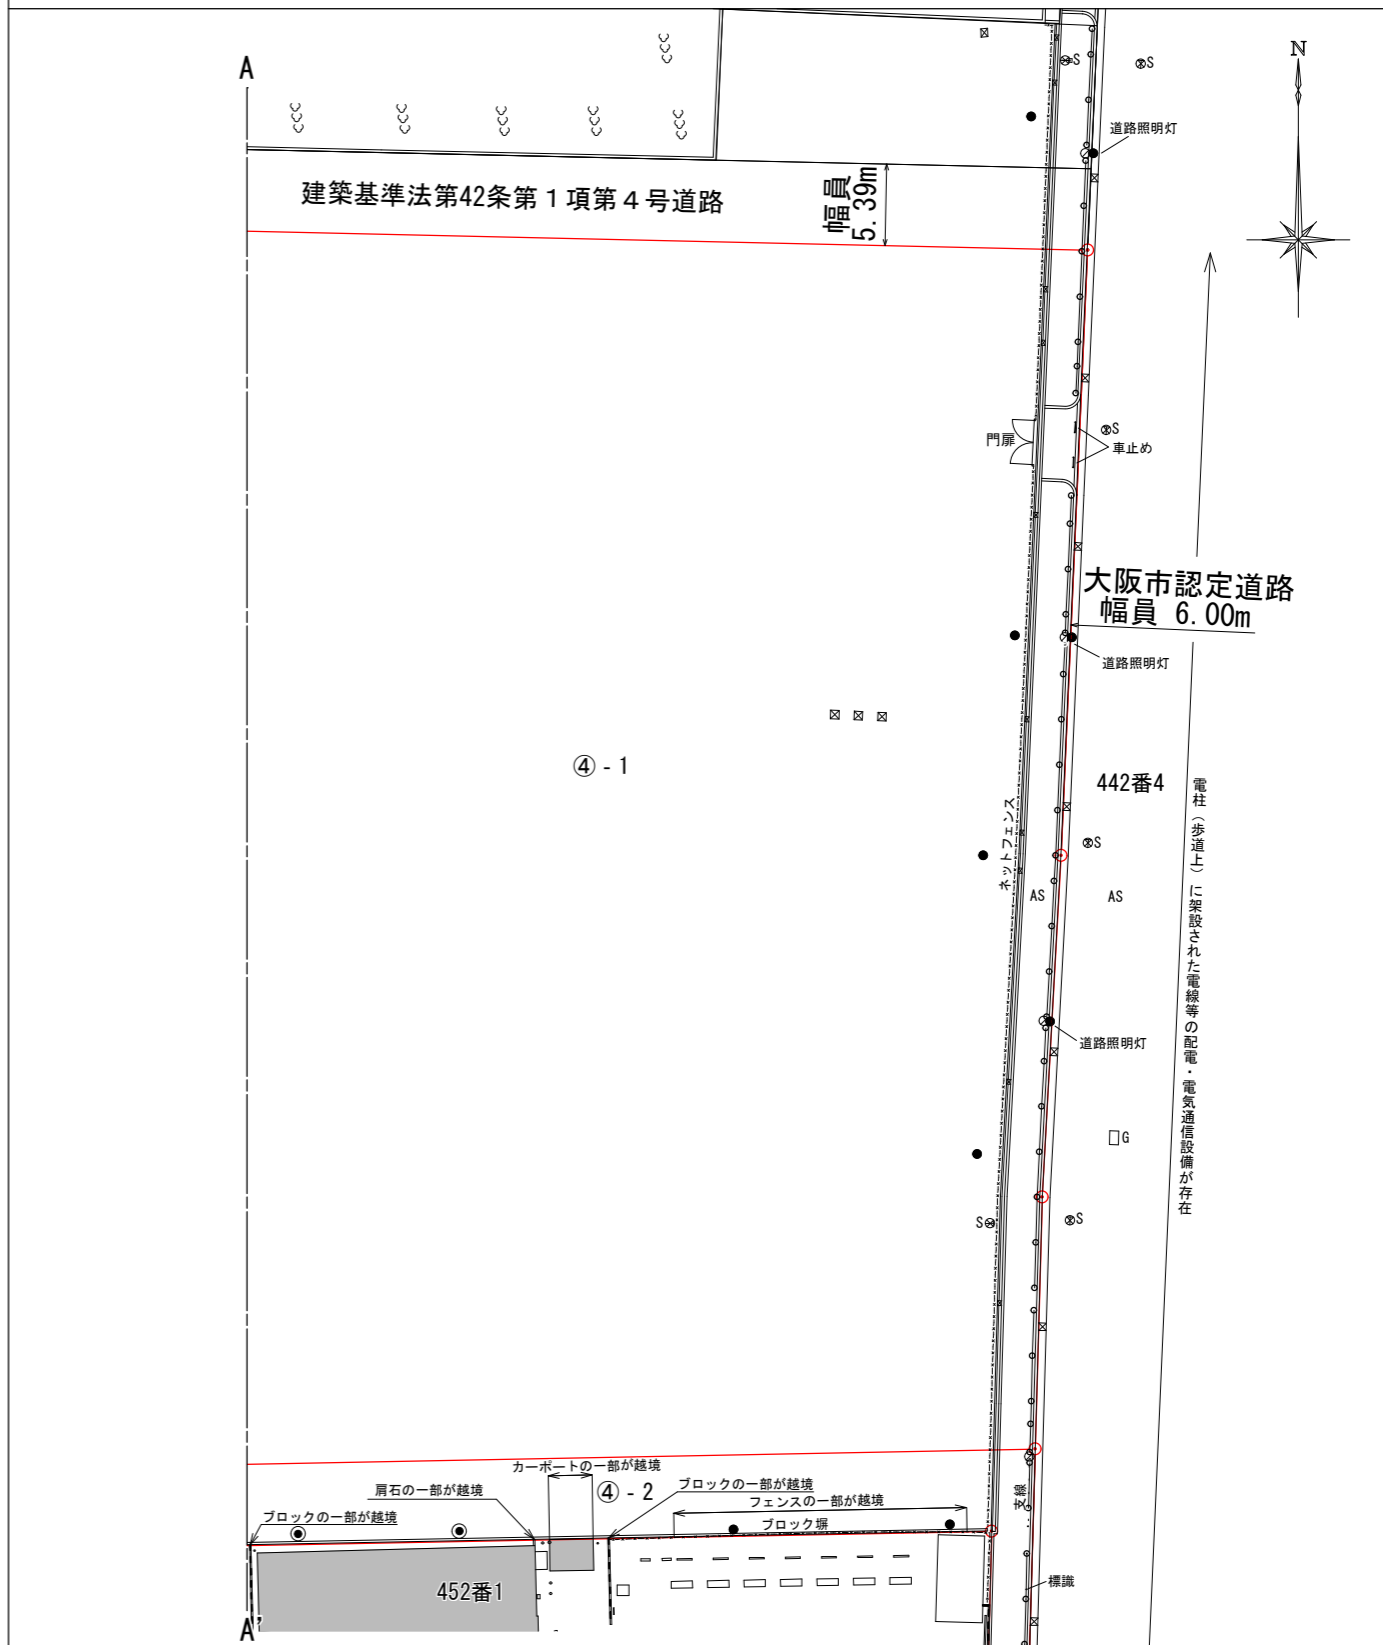 A
N
S
S
道路照明灯
建築基準法第42条第１項第４号道路
幅員
5.39m
門扉
S
車止め
大阪市認定道路
幅員 6.00m
道路照明灯
④-1
442番4
電柱（歩道上）に架設された電線等の配電・電気通信設備が存在
ネットフェンス
S
AS
AS
道路照明灯
G
S
S
カーポートの一部が越境
肩石の一部が越境
④-2
ブロックの一部が越境
フェンスの一部が越境
支線
ブロックの一部が越境
ブロック塀
452番1
標識
A'